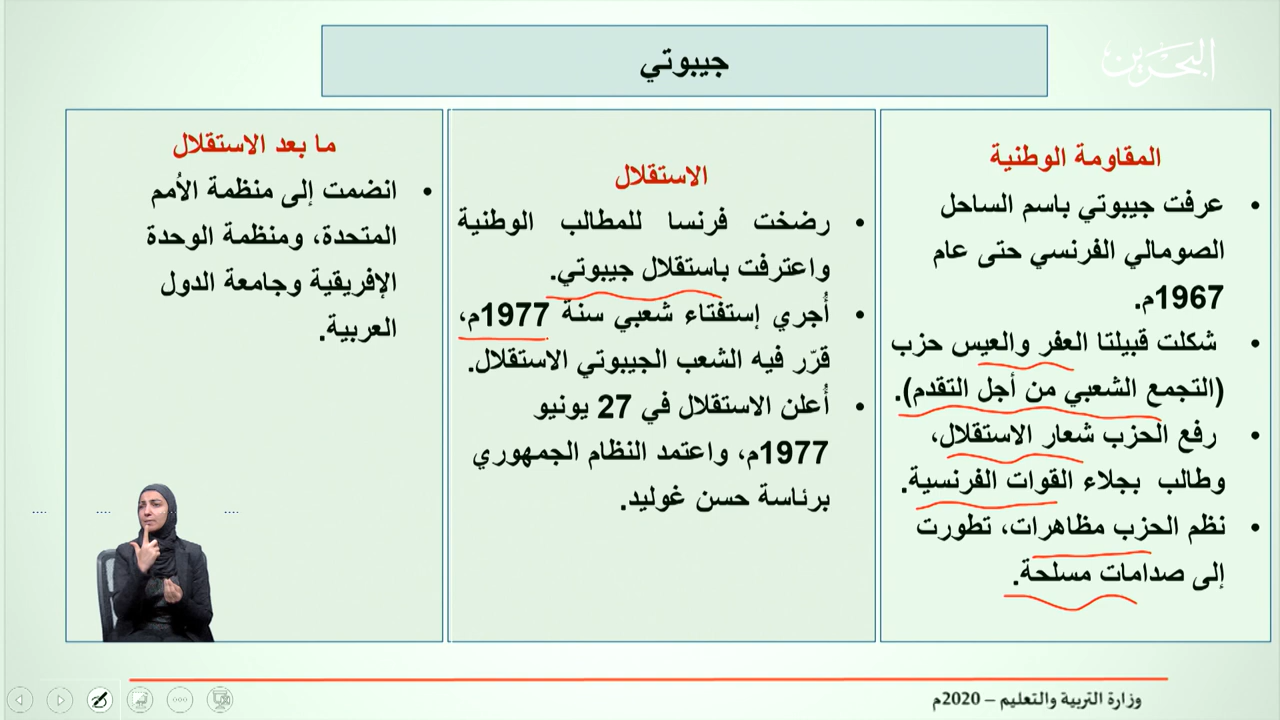 البحرين
جيبوتي
المقاومة الوطنية
• عرفت جيبوتي باسم الساحل
الصومالي الفرنسي حتى عام
1967م.
• شكلت قبيلتا العفر والعيس حزب
(التجمع الشعبي من أجل التقدم).
• رفع الحزب شعار الاستقلال،
وطالب بجلاء القوات الفرنسية.
• نظم الحزب مظاهرات، تطورت
إلى صدامات مسلحة.
الاستقلال
• رضخت فرنسا للمطالب الوطنية
واعترفت باستقلال جيبوتي.
• أُجري إستفتاء شعبي سنة 1977م،
قرّر فيه الشعب الجيبوتي الاستقلال.
• أُعلن الاستقلال في 27 يونيو
1977م، واعتمد النظام الجمهوري
برئاسة حسن غوليد.
ما بعد الاستقلال
• انضمت إلى منظمة الأُمم
المتحدة، ومنظمة الوحدة
الإفريقية وجامعة الدول
العربية.
وزارة التربية والتعليم – 2020م